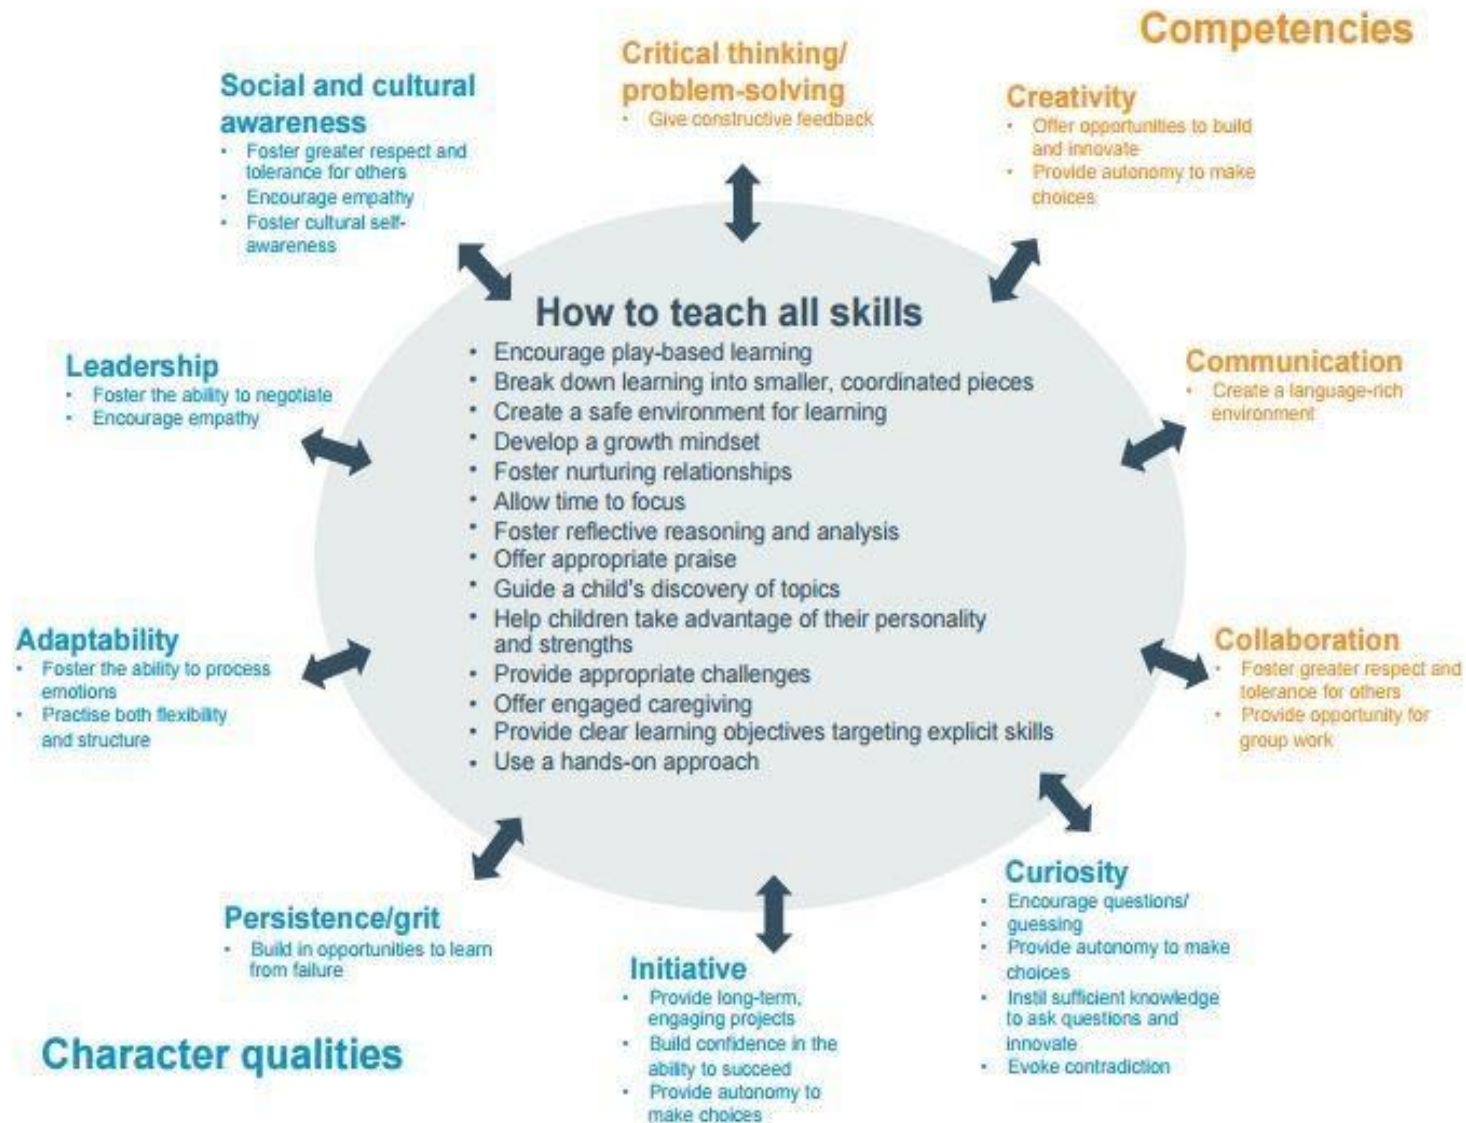 Competencies
Critical thinking/
problem-solving
• Give constructive feedback
Creativity
• Offer opportunities to build
and innovate
• Provide autonomy to make
choices
Social and cultural
awareness
• Foster greater respect and
tolerance for others
• Encourage empathy
• Foster cultural self-
awareness
How to teach all skills
• Encourage play-based learning
• Break down learning into smaller, coordinated pieces
• Create a safe environment for learning
• Develop a growth mindset
• Foster nurturing relationships
• Allow time to focus
• Foster reflective reasoning and analysis
• Offer appropriate praise
• Guide a child's discovery of topics
• Help children take advantage of their personality
and strengths
• Provide appropriate challenges
• Offer engaged caregiving
• Provide clear learning objectives targeting explicit skills
• Use a hands-on approach
Leadership
• Foster the ability to negotiate
• Encourage empathy
Communication
• Create a language-rich
environment
Adaptability
• Foster the ability to process
emotions
• Practise both flexibility
and structure
Collaboration
• Foster greater respect and
tolerance for others
• Provide opportunity for
group work
Persistence/grit
• Build in opportunities to learn
from failure
Initiative
• Provide long-term,
engaging projects
• Build confidence in the
ability to succeed
• Provide autonomy to
make choices
Curiosity
• Encourage questions/
• guessing
• Provide autonomy to make
choices
• Instil sufficient knowledge
to ask questions and
innovate
• Evoke contradiction
Character qualities